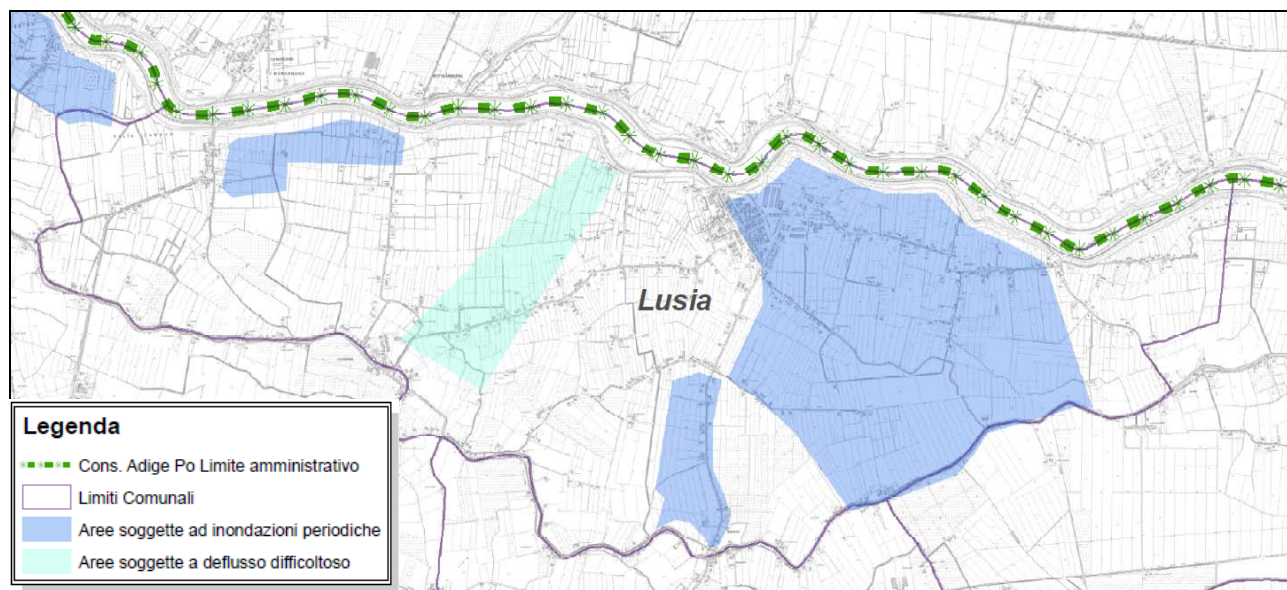 Lusia
Legenda
Cons. Adige Po Limite amministrativo
Limiti Comunali
Aree soggette ad inondazioni periodiche
Aree soggette a deflusso difficoltoso